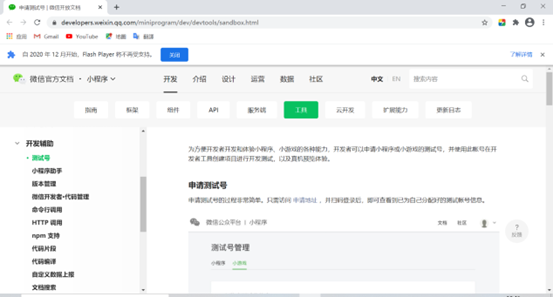 申请测试号 | 微信开放文档
developers.weixin.qq.com/miniprogram/dev/devtools/sandbox.html
应用 Gmail YouTube 地图 翻译
自 2020 年 12 月开始，Flash Player 将不再受支持。 关闭 了解详情
微信官方文档 · 小程序 开发 介绍 设计 运营 数据 社区 中文 EN 搜索内容
指南 框架 组件 API 服务端 工具 云开发 扩展能力 更新日志
开发辅助
测试号
小程序助手
版本管理
微信开发者·代码管理
命令行调用
HTTP 调用
npm 支持
代码片段
代码编译
自定义数据上报
文档搜索
为方便开发者开发和体验小程序、小游戏的各种能力，开发者可以申请小程序或小游戏的测试号，并使用此帐号在
开发者工具创建项目进行开发测试，以及真机预览体验。
申请测试号
申请测试号的过程非常简单。只需访问 申请地址 ，并扫码登录后，即可查看到已为自己分配好的测试帐号信息。
微信公众平台 | 小程序 文档 社区
测试号管理
小程序 小游戏
?